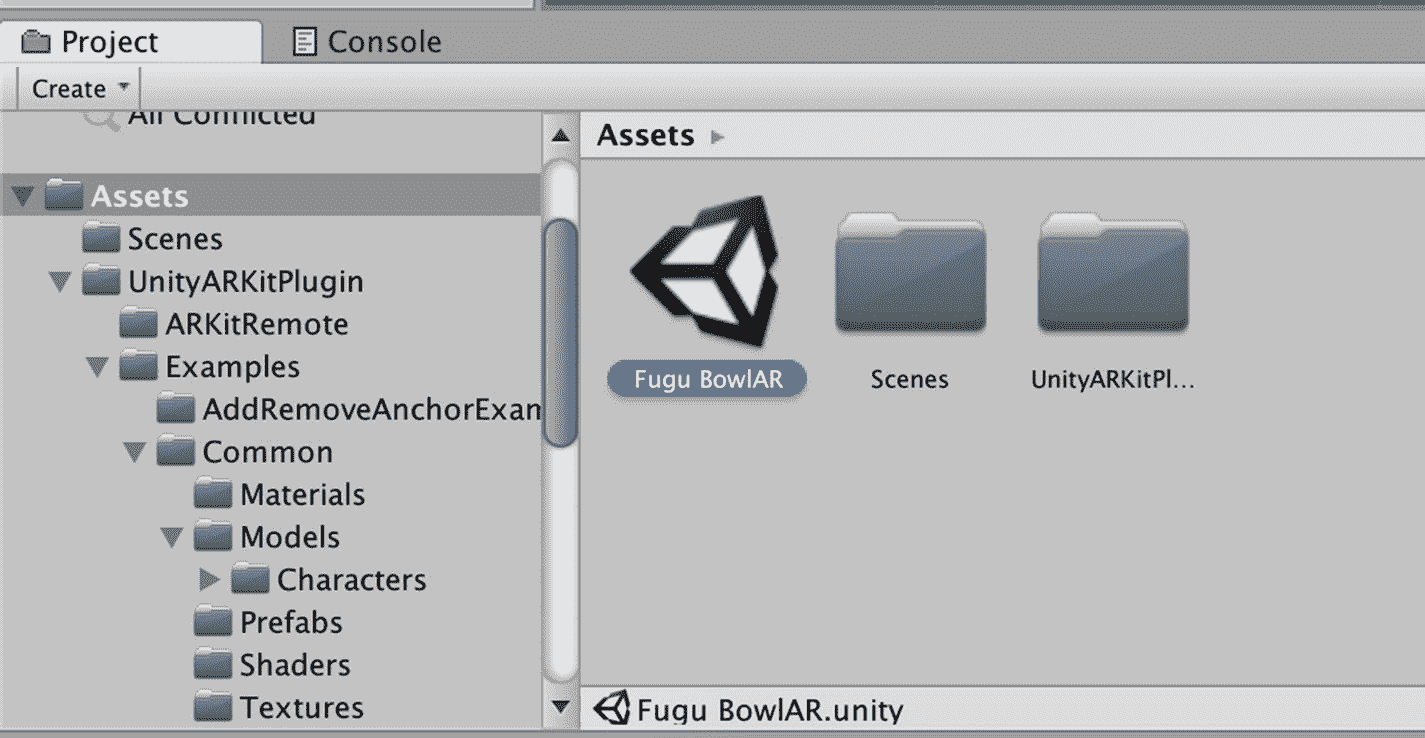 Project
Console
Create
All Conflicted
Assets
Scenes
UnityARKitPlugin
ARKitRemote
Examples
AddRemoveAnchorExam
Common
Materials
Models
Characters
Prefabs
Shaders
Textures
Assets
Fugu BowlAR
Scenes
UnityARKitPl...
Fugu BowlAR.unity